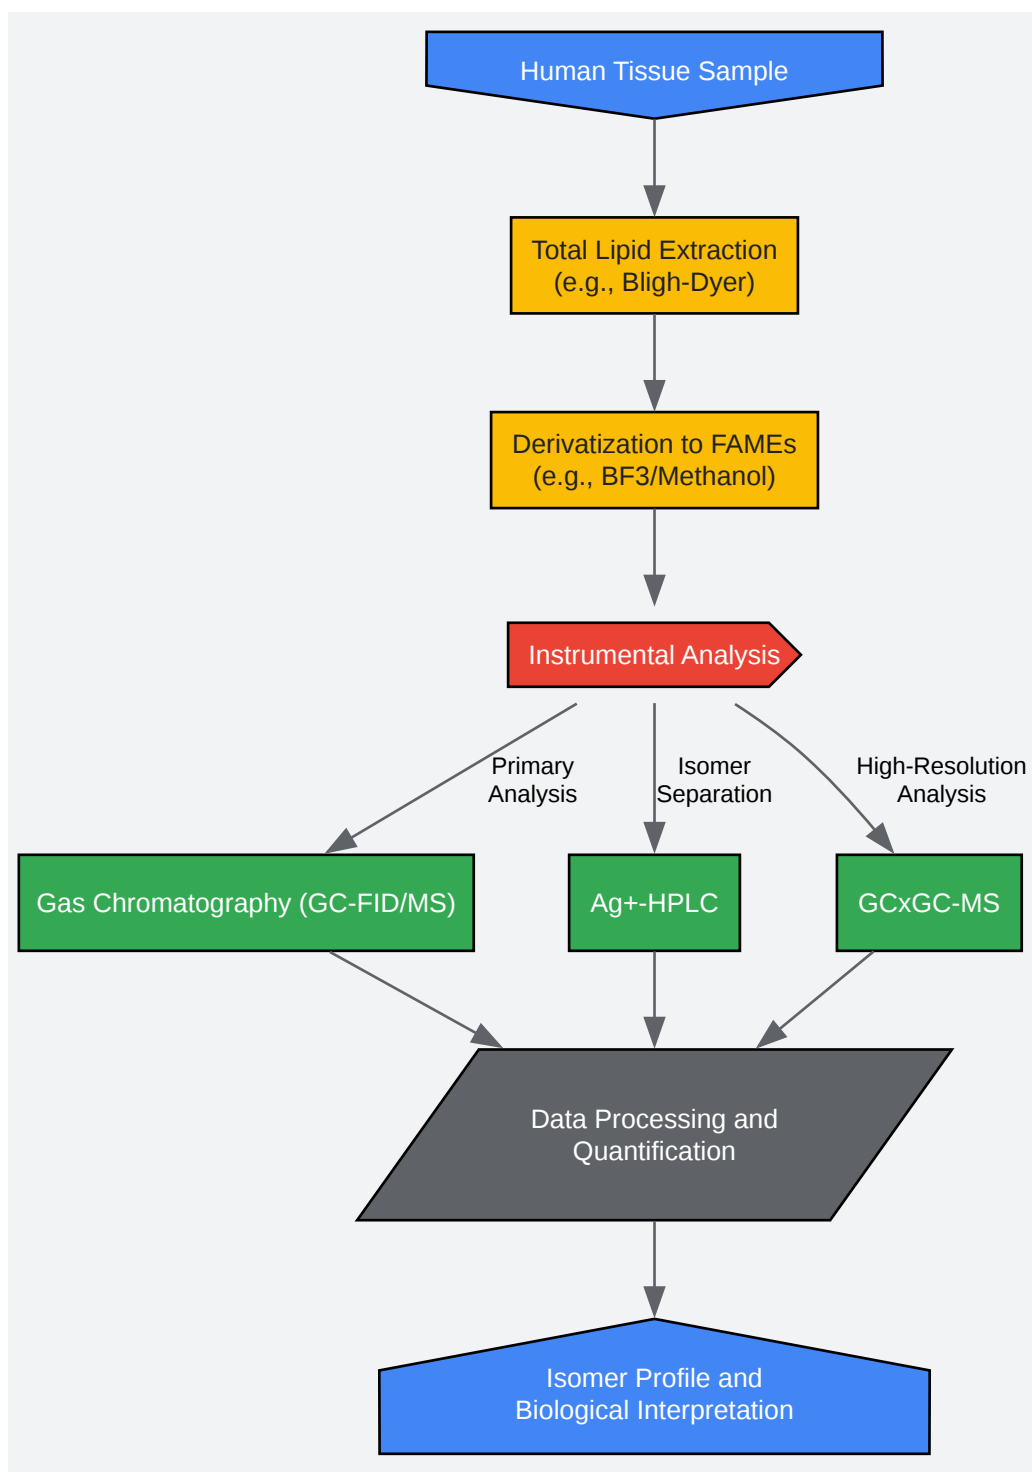 Human Tissue Sample
Total Lipid Extraction
(e.g., Bligh-Dyer)
Derivatization to FAMEs
(e.g., BF3/Methanol)
Instrumental Analysis
Primary
Analysis
Isomer
Separation
High-Resolution
Analysis
Gas Chromatography (GC-FID/MS)
Ag+-HPLC
GCxGC-MS
Data Processing and
Quantification
Isomer Profile and
Biological Interpretation